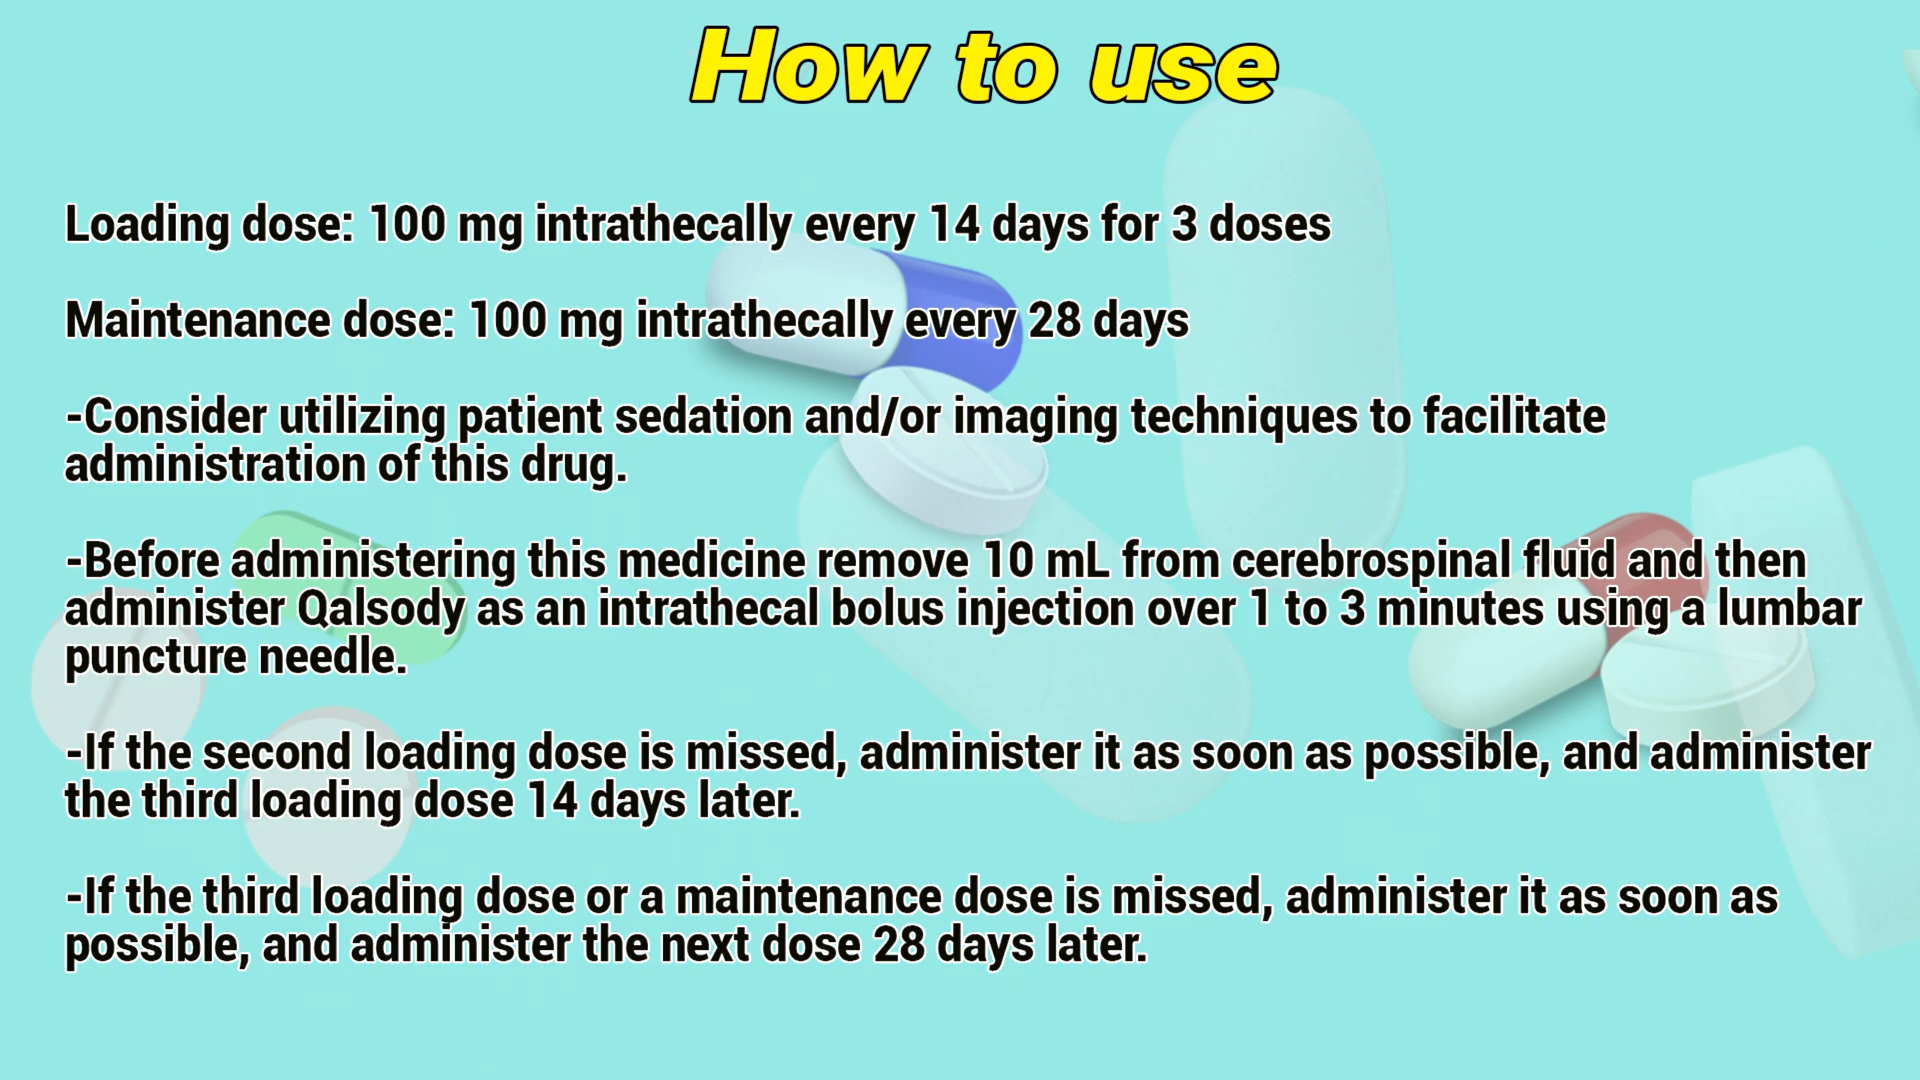 How to use
Loading dose: 100 mg intrathecally every 14 days for 3 doses
Maintenance dose: 100 mg intrathecally every 28 days
-Consider utilizing patient sedation and/or imaging techniques to facilitate
administration of this drug.
-Before administering this medicine remove 10 mL from cerebrospinal fluid and then
administer Qalsody as an intrathecal bolus injection over 1 to 3 minutes using a lumbar
puncture needle.
-If the second loading dose is missed, administer it as soon as possible, and administer
the third loading dose 14 days later.
-If the third loading dose or a maintenance dose is missed, administer it as soon as
possible, and administer the next dose 28 days later.